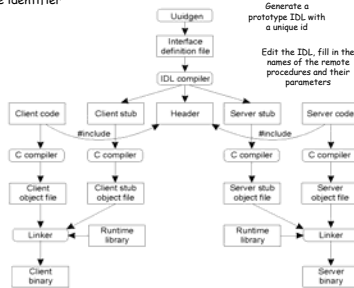 e identifier
Generate a
prototype IDL with
a unique id
Edit the IDL, fill in the
names of the remote
procedures and their
parameters
Uuidgen
Interface
definition file
IDL compiler
Client code
Client stub
Header
Server stub
Server code
#include
#include
C compiler
C compiler
C compiler
C compiler
Client
object file
Client stub
object file
Server stub
object file
Server
object file
Linker
Runtime
library
Runtime
library
Linker
Client
binary
Server
binary